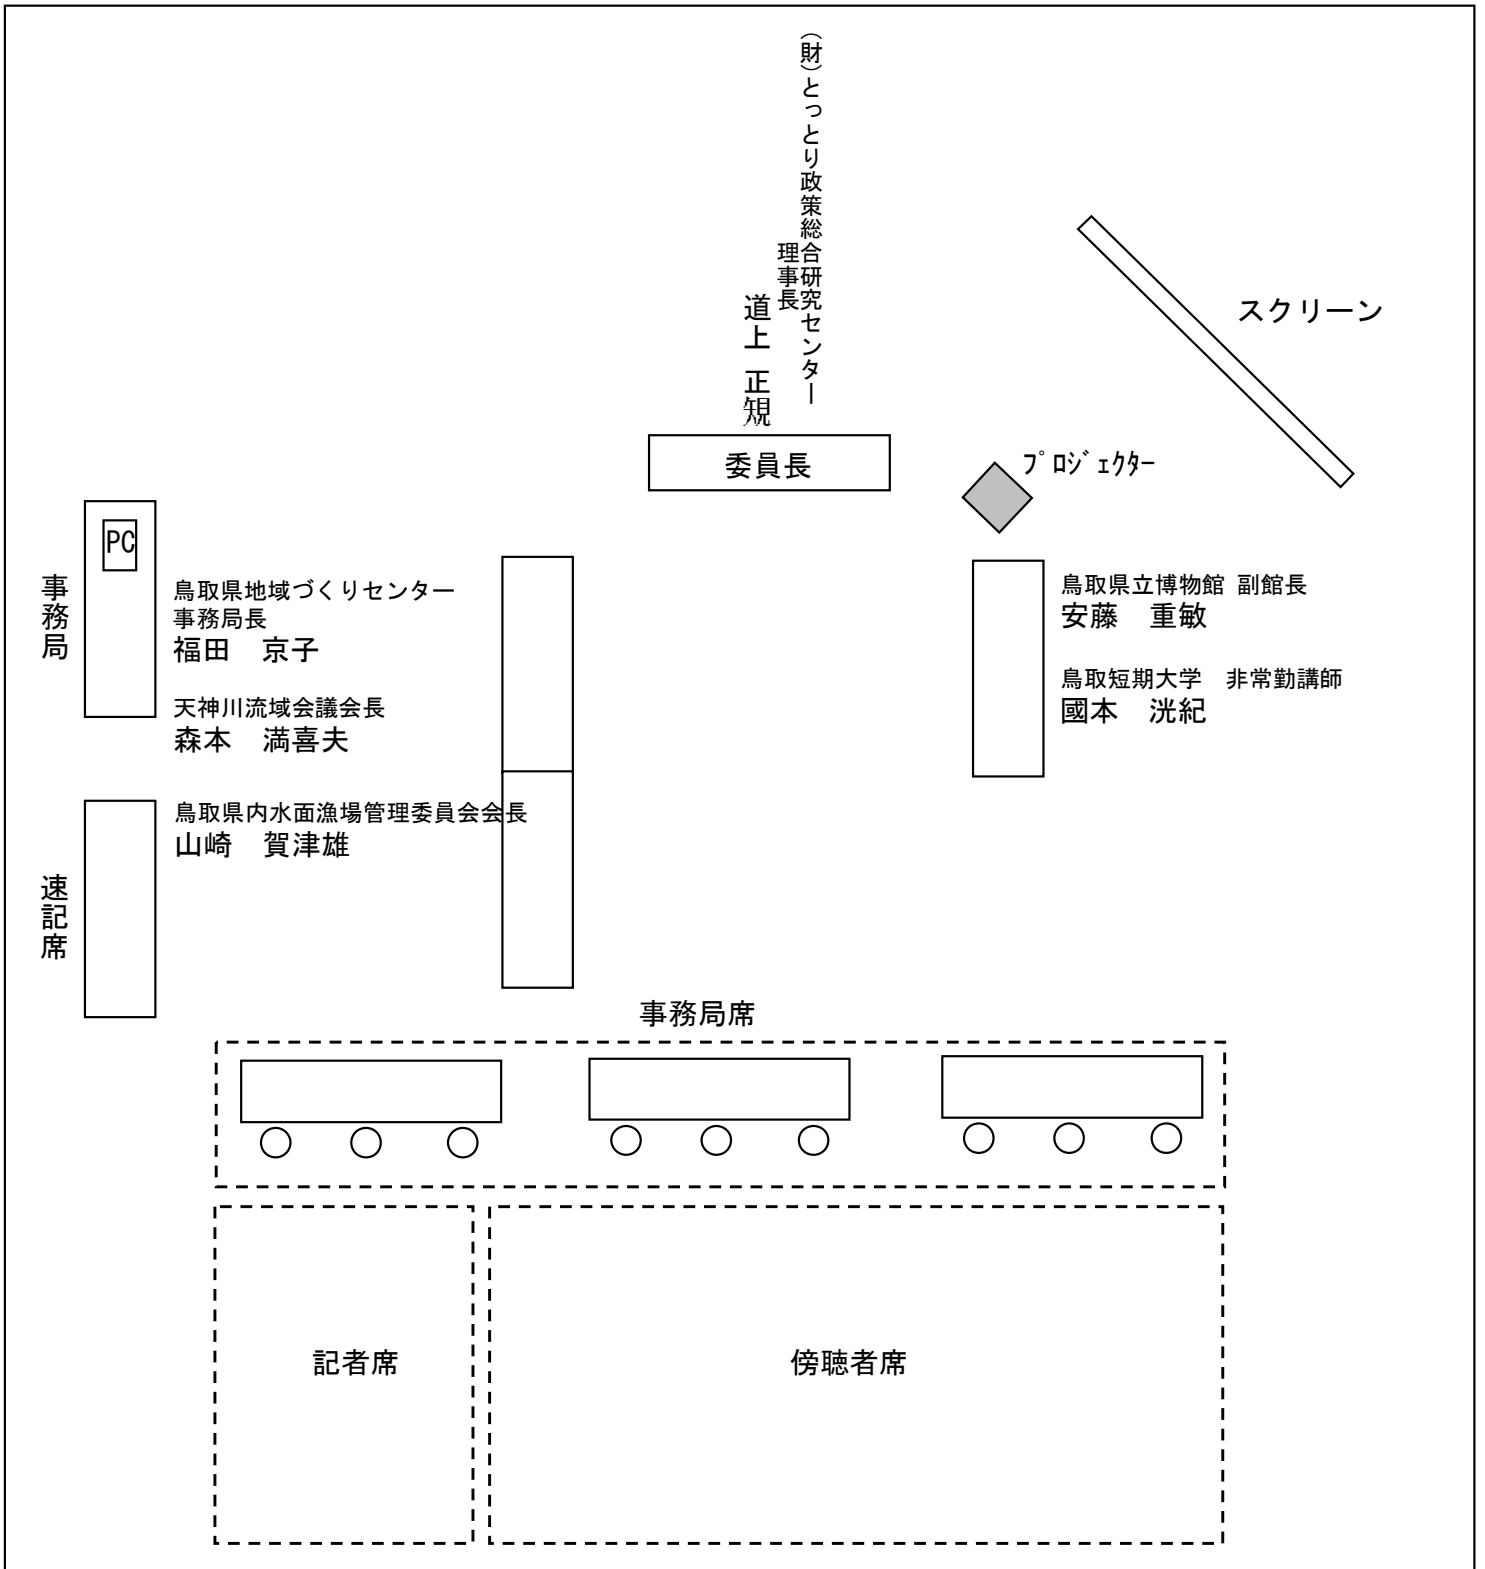 (財)とっとり政策総合研究センター
理事長
道上 正規
スクリーン
委員長
ﾌﾟﾛｼﾞｪｸﾀｰ
PC
事務局
鳥取県地域づくりセンター
事務局長
福田　京子
天神川流域会議会長
森本　満喜夫
鳥取県内水面漁場管理委員会会長
山崎　賀津雄
鳥取県立博物館 副館長
安藤　重敏
鳥取短期大学　非常勤講師
國本　洸紀
速記席
事務局席
記者席
傍聴者席